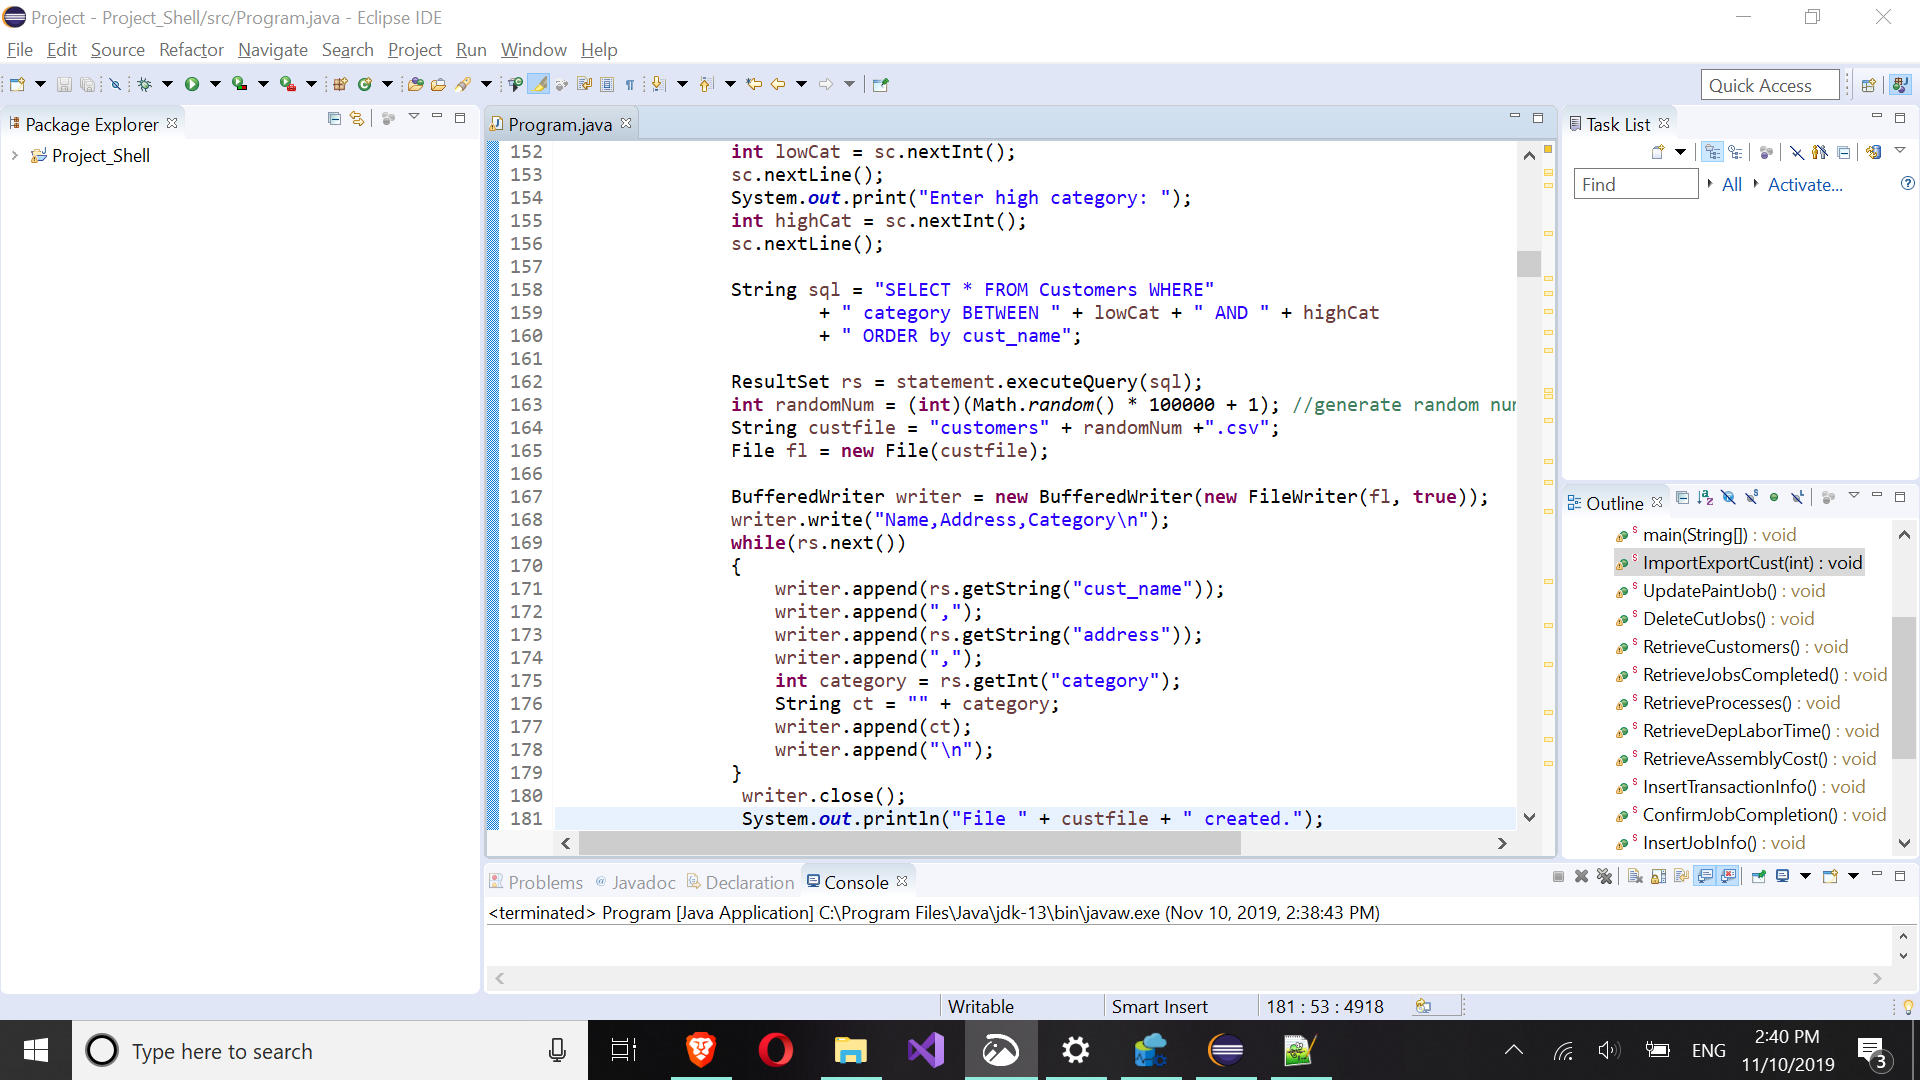 Project - Project_Shell/src/Program.java - Eclipse IDE
File Edit Source Refactor Navigate Search Project Run Window Help
Quick Access
Package Explorer
Project_Shell
Program.java
152 int lowCat = sc.nextInt();
153 sc.nextLine();
154 System.out.print("Enter high category: ");
155 int highCat = sc.nextInt();
156 sc.nextLine();
157
158 String sql = "SELECT * FROM Customers WHERE"
159 + " category BETWEEN " + lowCat + " AND " + highCat
160 + " ORDER by cust_name";
161
162 ResultSet rs = statement.executeQuery(sql);
163 int randomNum = (int)(Math.random() * 100000 + 1); //generate random
164 String custfile = "customers" + randomNum +".csv";
165 File fl = new File(custfile);
166
167 BufferedWriter writer = new BufferedWriter(new FileWriter(fl, true));
168 writer.write("Name,Address,Category\n");
169 while(rs.next())
170 {
171 writer.append(rs.getString("cust_name"));
172 writer.append(",");
173 writer.append(rs.getString("address"));
174 writer.append(",");
175 int category = rs.getInt("category");
176 String ct = "" + category;
177 writer.append(ct);
178 writer.append("\n");
179 }
180 writer.close();
181 System.out.println("File " + custfile + " created.");
Task List
Find All Activate...
Outline
main(String[]) : void
ImportExportCust(int) : void
UpdatePaintJob() : void
DeleteCutJobs() : void
RetrieveCustomers() : void
RetrieveJobsCompleted() : void
RetrieveProcesses() : void
RetrieveDepLaborTime() : void
RetrieveAssemblyCost() : void
InsertTransactionInfo() : void
ConfirmJobCompletion() : void
InsertJobInfo() : void
Problems @ Javadoc Declaration Console
<terminated> Program [Java Application] C:\Program Files\Java\jdk-13\bin\javaw.exe (Nov 10, 2019, 2:38:43 PM)
Writable Smart Insert 181 : 53 : 4918
Type here to search
ENG
2:40 PM
11/10/2019
3